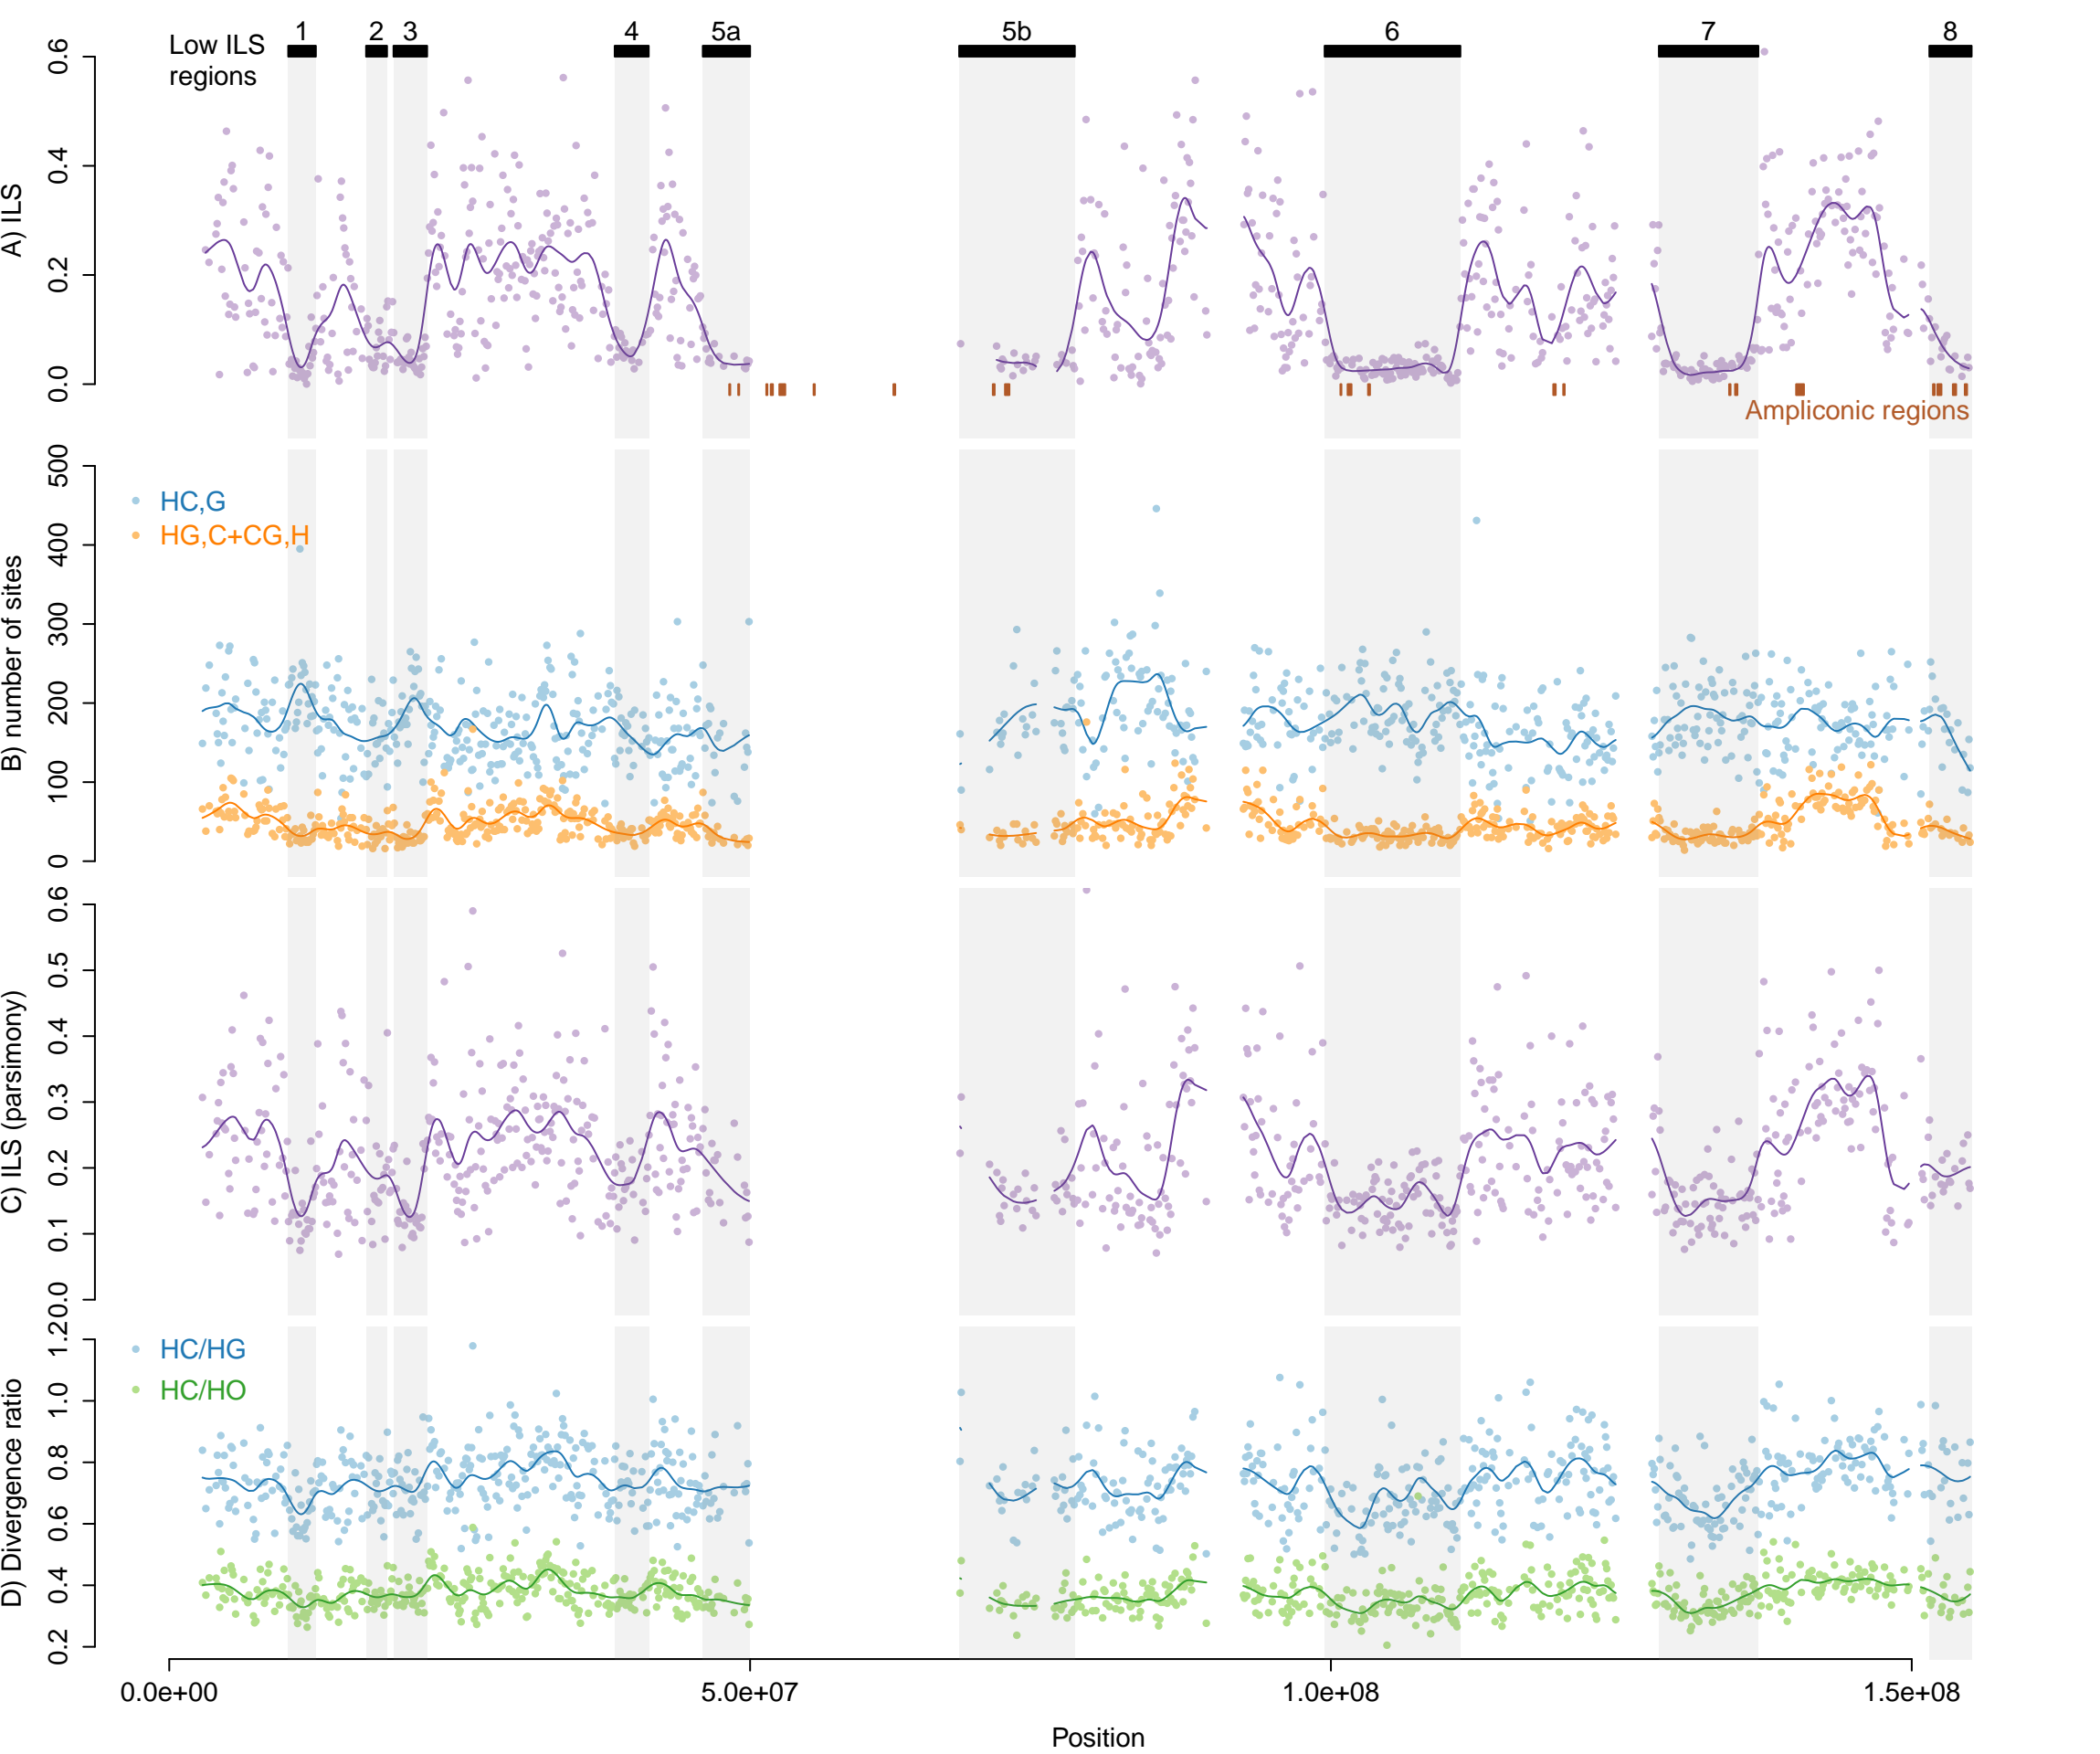 1 2 3 4 5a 5b 6 7 8
Low ILS
regions
A) ILS
0.0 0.2 0.4 0.6
Ampliconic regions
B) number of sites
0 100 200 300 400 500
HC,G
HG,C+CG,H
C) ILS (parsimony)
0.0 0.1 0.2 0.3 0.4 0.5 0.6
D) Divergence ratio
0.2 0.4 0.6 0.8 1.0 1.2
HC/HG
HC/HO
0.0e+00 5.0e+07 1.0e+08 1.5e+08
Position